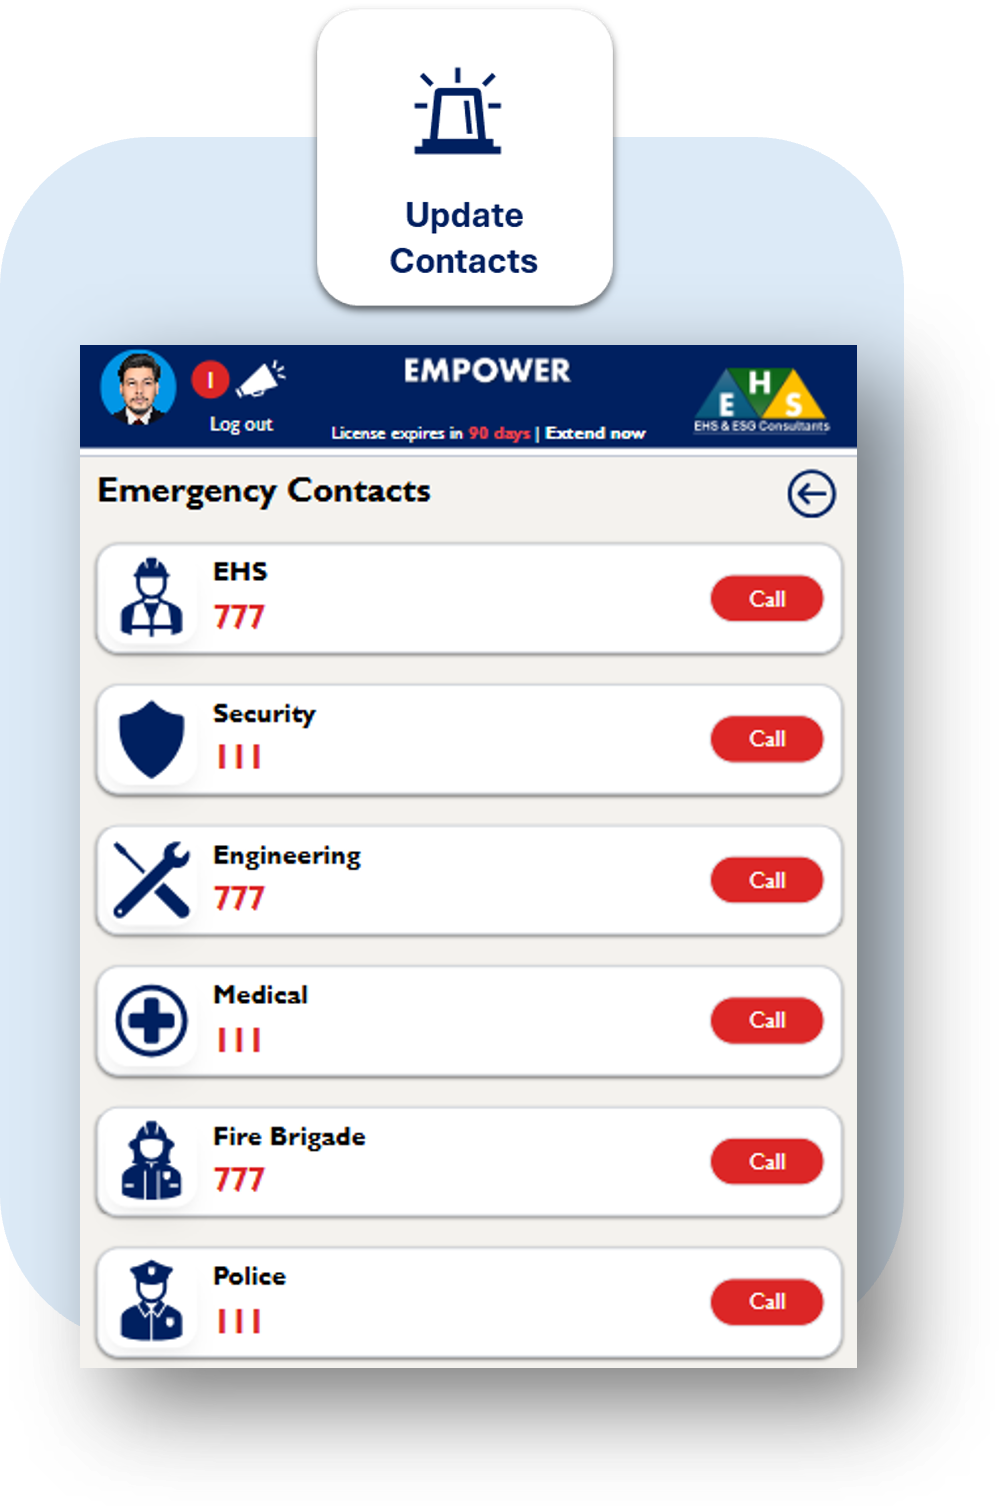 Update
Contacts
1
EMPOWER
Log out
License expires in 90 days | Extend now
E H S
EHS & ESG Consultants
Emergency Contacts
EHS
777
Call
Security
111
Call
Engineering
777
Call
Medical
111
Call
Fire Brigade
777
Call
Police
111
Call